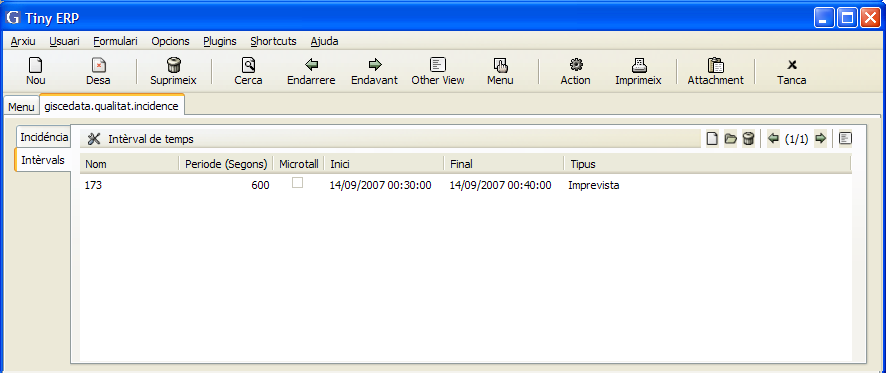 G Tiny ERP
Arxiu Usuari Formulari Opcions Plugins Shortcuts Ajuda
Nou Desa Suprimeix Cerca Endarrere Endavant Other View Menu Action Imprimeix Attachment Tanca
Menu giscedata.qualitat.incidence
Incidéncia
Intèrvals
Intèrval de temps (1/1)
Nom Periode (Segons) Microtall Inici Final Tipus
173 600 14/09/2007 00:30:00 14/09/2007 00:40:00 Imprevista